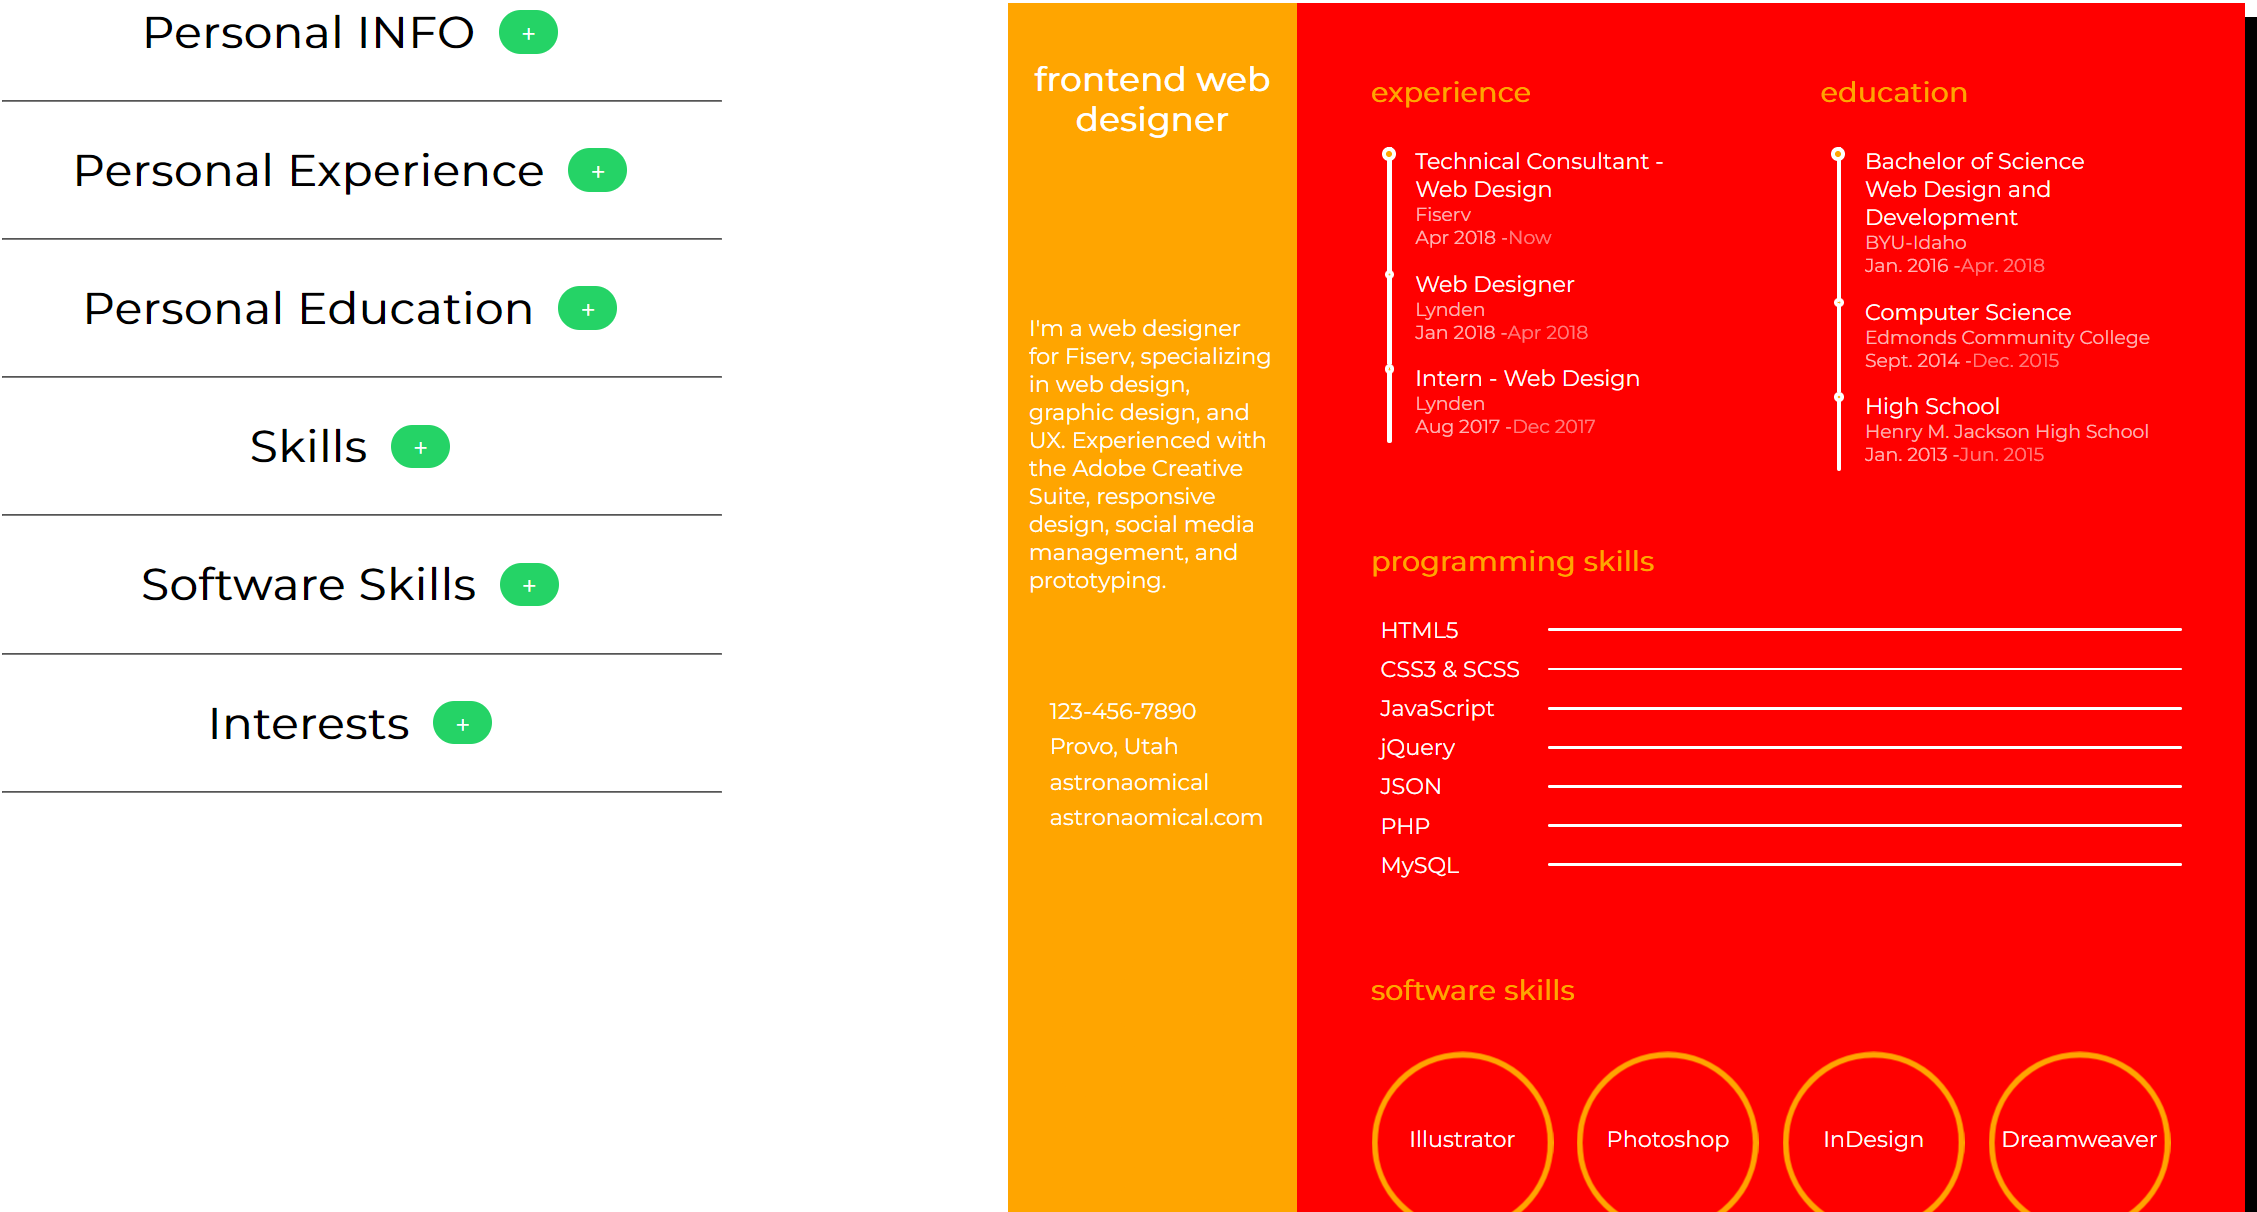 Personal INFO +
Personal Experience +
Personal Education +
Skills +
Software Skills +
Interests +
frontend web
designer
I'm a web designer
for Fiserv, specializing
in web design,
graphic design, and
UX. Experienced with
the Adobe Creative
Suite, responsive
design, social media
management, and
prototyping.
123-456-7890
Provo, Utah
astronaomical
astronaomical.com
experience
Technical Consultant -
Web Design
Fiserv
Apr 2018 -Now
Web Designer
Lynden
Jan 2018 -Apr 2018
Intern - Web Design
Lynden
Aug 2017 -Dec 2017
education
Bachelor of Science
Web Design and
Development
BYU-Idaho
Jan. 2016 -Apr. 2018
Computer Science
Edmonds Community College
Sept. 2014 -Dec. 2015
High School
Henry M. Jackson High School
Jan. 2013 -Jun. 2015
programming skills
HTML5
CSS3 & SCSS
JavaScript
jQuery
JSON
PHP
MySQL
software skills
Illustrator
Photoshop
InDesign
Dreamweaver